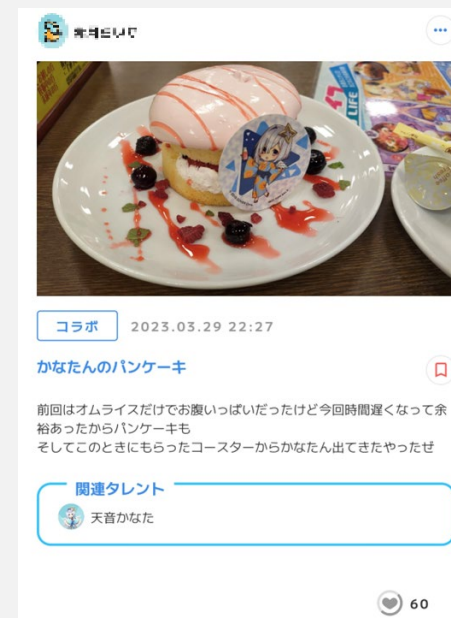 LIFE
コラボ 2023.03.29 22:27
かなたんのパンケーキ
前回はオムライスだけでお腹いっぱいだったけど今回時間遅くなって余
裕あったからパンケーキも
そしてこのときにもらったコースターからかなたん出てきたやったぜ
関連タレント
天音かなた
60